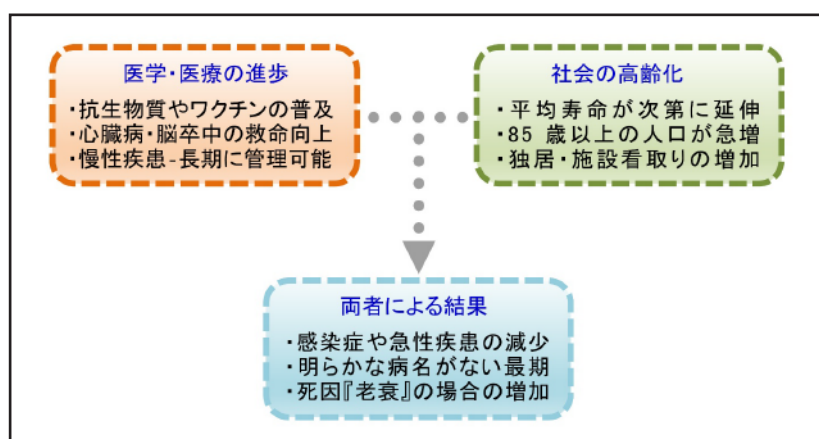 医学・医療の進歩
・抗生物質やワクチンの普及
・心臓病・脳卒中の救命向上
・慢性疾患-長期に管理可能
社会の高齢化
・平均寿命が次第に延伸
・85 歳以上の人口が急増
・独居・施設看取りの増加
両者による結果
・感染症や急性疾患の減少
・明らかな病名がない最期
・死因『老衰』の場合の増加